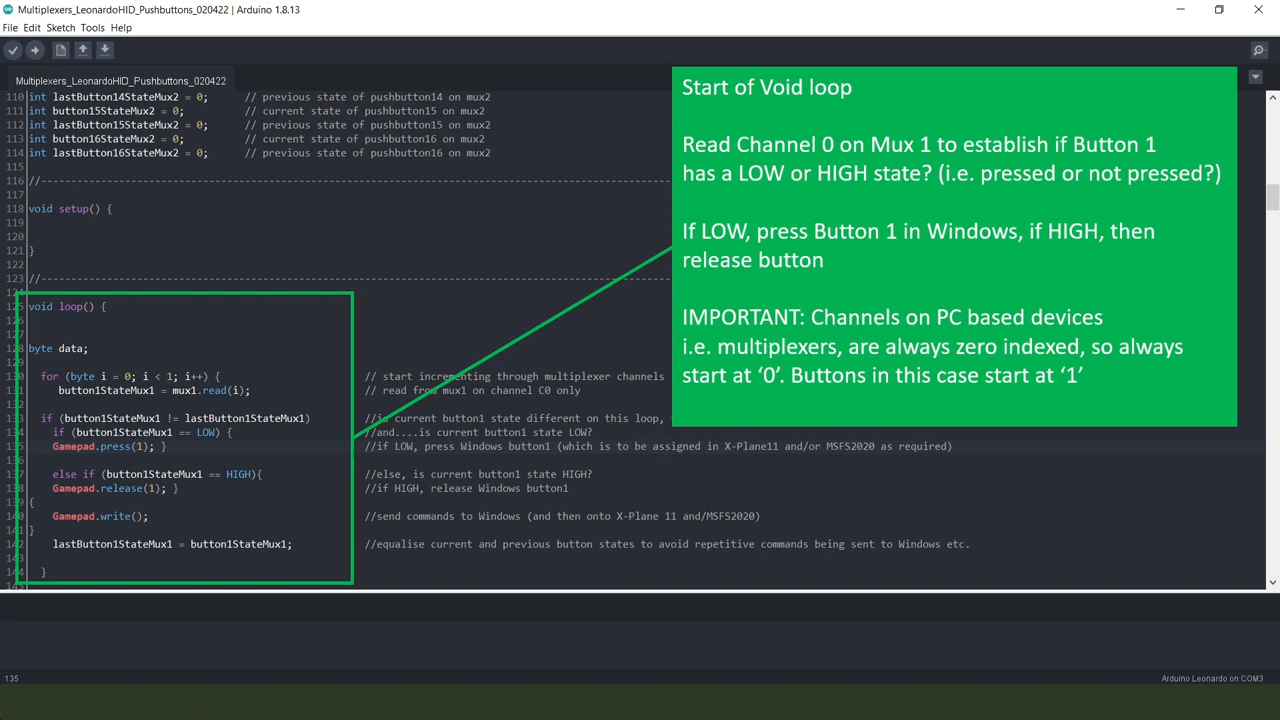 Multiplexers_LeonardoHID_Pushbuttons_020422 | Arduino 1.8.13
File Edit Sketch Tools Help
Multiplexers_LeonardoHID_Pushbuttons_020422
110 int lastButton14StateMux2 = 0; // previous state of pushbutton14 on mux2
111 int button15StateMux2 = 0; // current state of pushbutton15 on mux2
112 int lastButton15StateMux2 = 0; // previous state of pushbutton15 on mux2
113 int button16StateMux2 = 0; // current state of pushbutton16 on mux2
114 int lastButton16StateMux2 = 0; // previous state of pushbutton16 on mux2
115
116 //----------------------------------------------------------------
117
118 void setup() {
119
120
121 }
122
123 //----------------------------------------------------------------
124
125 void loop() {
126
127
128 byte data;
129
130 for (byte i = 0; i < 1; i++) { // start incrementing through multiplexer channels
131 button1StateMux1 = mux1.read(i); // read from mux1 on channel C0 only
132
133 if (button1StateMux1 != lastButton1StateMux1) //is current button1 state different on this loop,
134 if (button1StateMux1 == LOW) { //and....is current button1 state LOW?
135 Gamepad.press(1); } //if LOW, press Windows button1 (which is to be assigned in X-Plane11 and/or MSFS2020 as required)
136
137 else if (button1StateMux1 == HIGH){ //else, is current button1 state HIGH?
138 Gamepad.release(1); } //if HIGH, release Windows button1
139 {
140 Gamepad.write(); //send commands to Windows (and then onto X-Plane 11 and/MSFS2020)
141 }
142 lastButton1StateMux1 = button1StateMux1; //equalise current and previous button states to avoid repetitive commands being sent to Windows etc.
143
144 }
145
Start of Void loop
Read Channel 0 on Mux 1 to establish if Button 1
has a LOW or HIGH state? (i.e. pressed or not pressed?)
If LOW, press Button 1 in Windows, if HIGH, then
release button
IMPORTANT: Channels on PC based devices
i.e. multiplexers, are always zero indexed, so always
start at ‘0’. Buttons in this case start at ‘1’
135
Arduino Leonardo on COM3